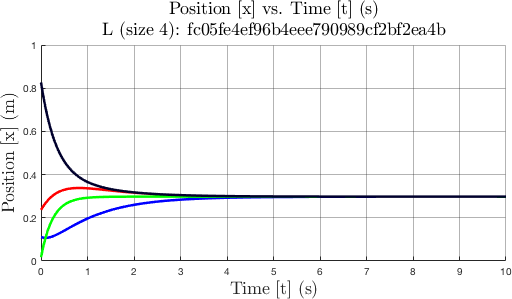 Position [x] vs. Time [t] (s)
L (size 4): fc05fe4ef96b4eee790989cf2bf2ea4b
Position [x] (m)
1
0.8
0.6
0.4
0.2
0
0 1 2 3 4 5 6 7 8 9 10
Time [t] (s)